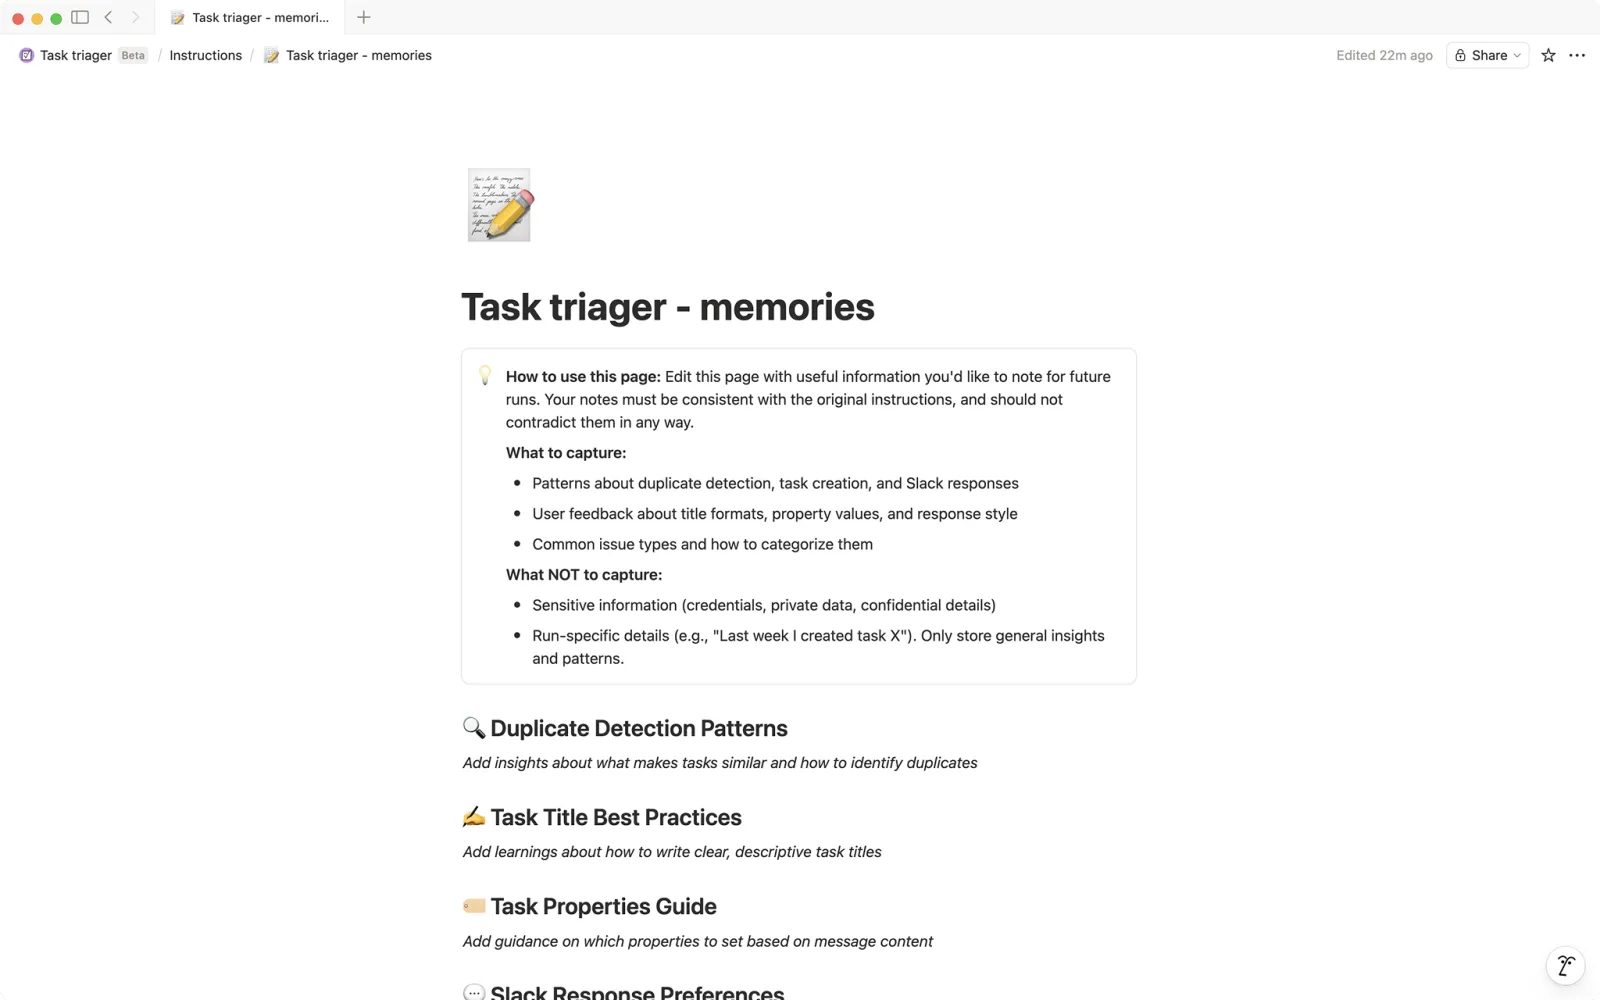 Task triager - memori...
Task triager Beta / Instructions / Task triager - memories
Edited 22m ago
Share
Task triager - memories
How to use this page: Edit this page with useful information you'd like to note for future
runs. Your notes must be consistent with the original instructions, and should not
contradict them in any way.
What to capture:
• Patterns about duplicate detection, task creation, and Slack responses
• User feedback about title formats, property values, and response style
• Common issue types and how to categorize them
What NOT to capture:
• Sensitive information (credentials, private data, confidential details)
• Run-specific details (e.g., "Last week I created task X"). Only store general insights
and patterns.
Duplicate Detection Patterns
Add insights about what makes tasks similar and how to identify duplicates
Task Title Best Practices
Add learnings about how to write clear, descriptive task titles
Task Properties Guide
Add guidance on which properties to set based on message content
Slack Response Preferences